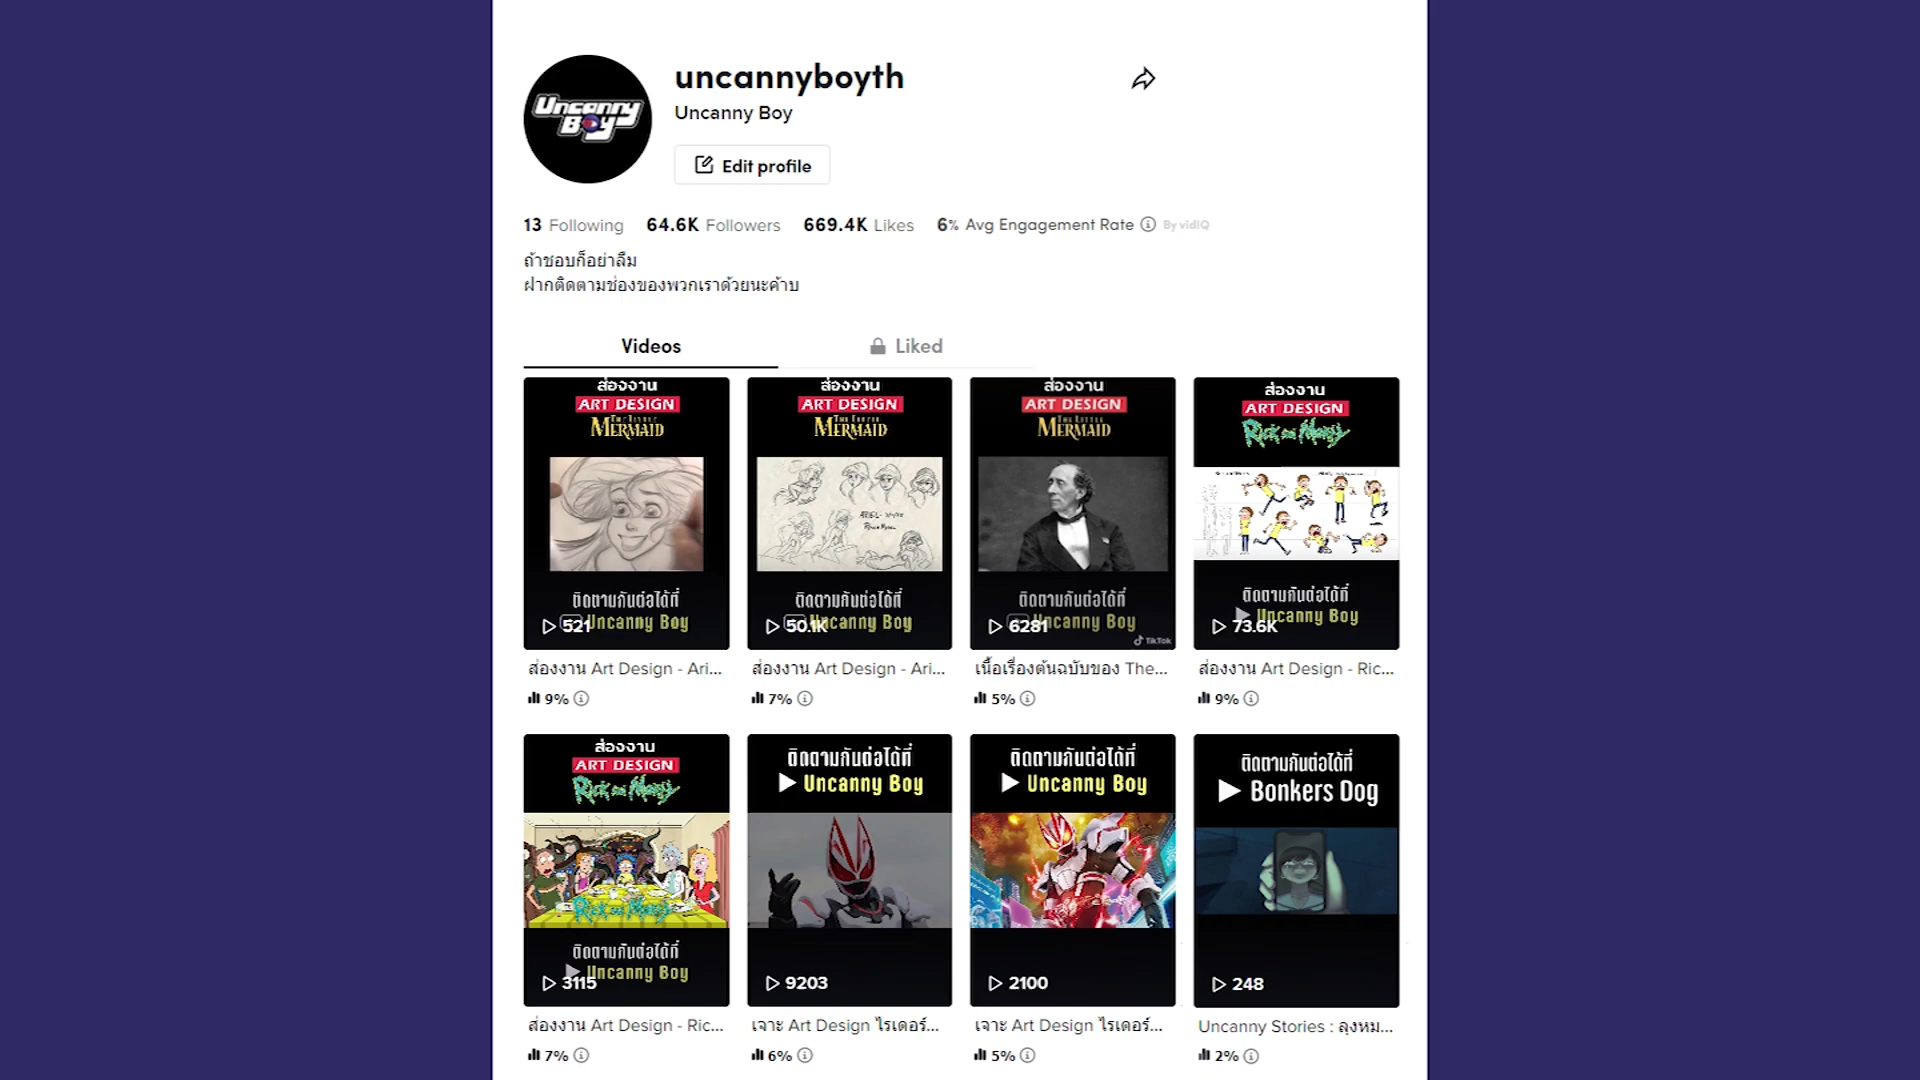 Uncanny
Boy
uncannyboyth
Uncanny Boy
Edit profile
13 Following 64.6K Followers 669.4K Likes 6% Avg Engagement Rate By vidIQ
ถ้าชอบก็อย่าลืม
ฝากติดตามช่องของพวกเราด้วยนะค้าบ
Videos
Liked
ส่องงาน
ART DESIGN
THE LITTLE
MERMAID
ติดตามกันต่อได้ที่
Uncanny Boy
521
ส่องงาน Art Design - Ari...
9%
ส่องงาน
ART DESIGN
THE LITTLE
MERMAID
ARIEL-
ติดตามกันต่อได้ที่
Uncanny Boy
50.1K
ส่องงาน Art Design - Ari...
7%
ส่องงาน
ART DESIGN
THE LITTLE
MERMAID
ติดตามกันต่อได้ที่
Uncanny Boy
6281
TikTok
เนื้อเรื่องต้นฉบับของ The...
5%
ส่องงาน
ART DESIGN
Rick and Morty
ติดตามกันต่อได้ที่
Uncanny Boy
73.6K
ส่องงาน Art Design - Ric...
9%
ส่องงาน
ART DESIGN
Rick and Morty
Rick and Morty
ติดตามกันต่อได้ที่
Uncanny Boy
3115
ส่องงาน Art Design - Ric...
7%
ติดตามกันต่อได้ที่
Uncanny Boy
9203
เจาะ Art Design ไรเดอร์...
6%
ติดตามกันต่อได้ที่
Uncanny Boy
2100
เจาะ Art Design ไรเดอร์...
5%
ติดตามกันต่อได้ที่
Bonkers Dog
248
Uncanny Stories : ลุงหม...
2%